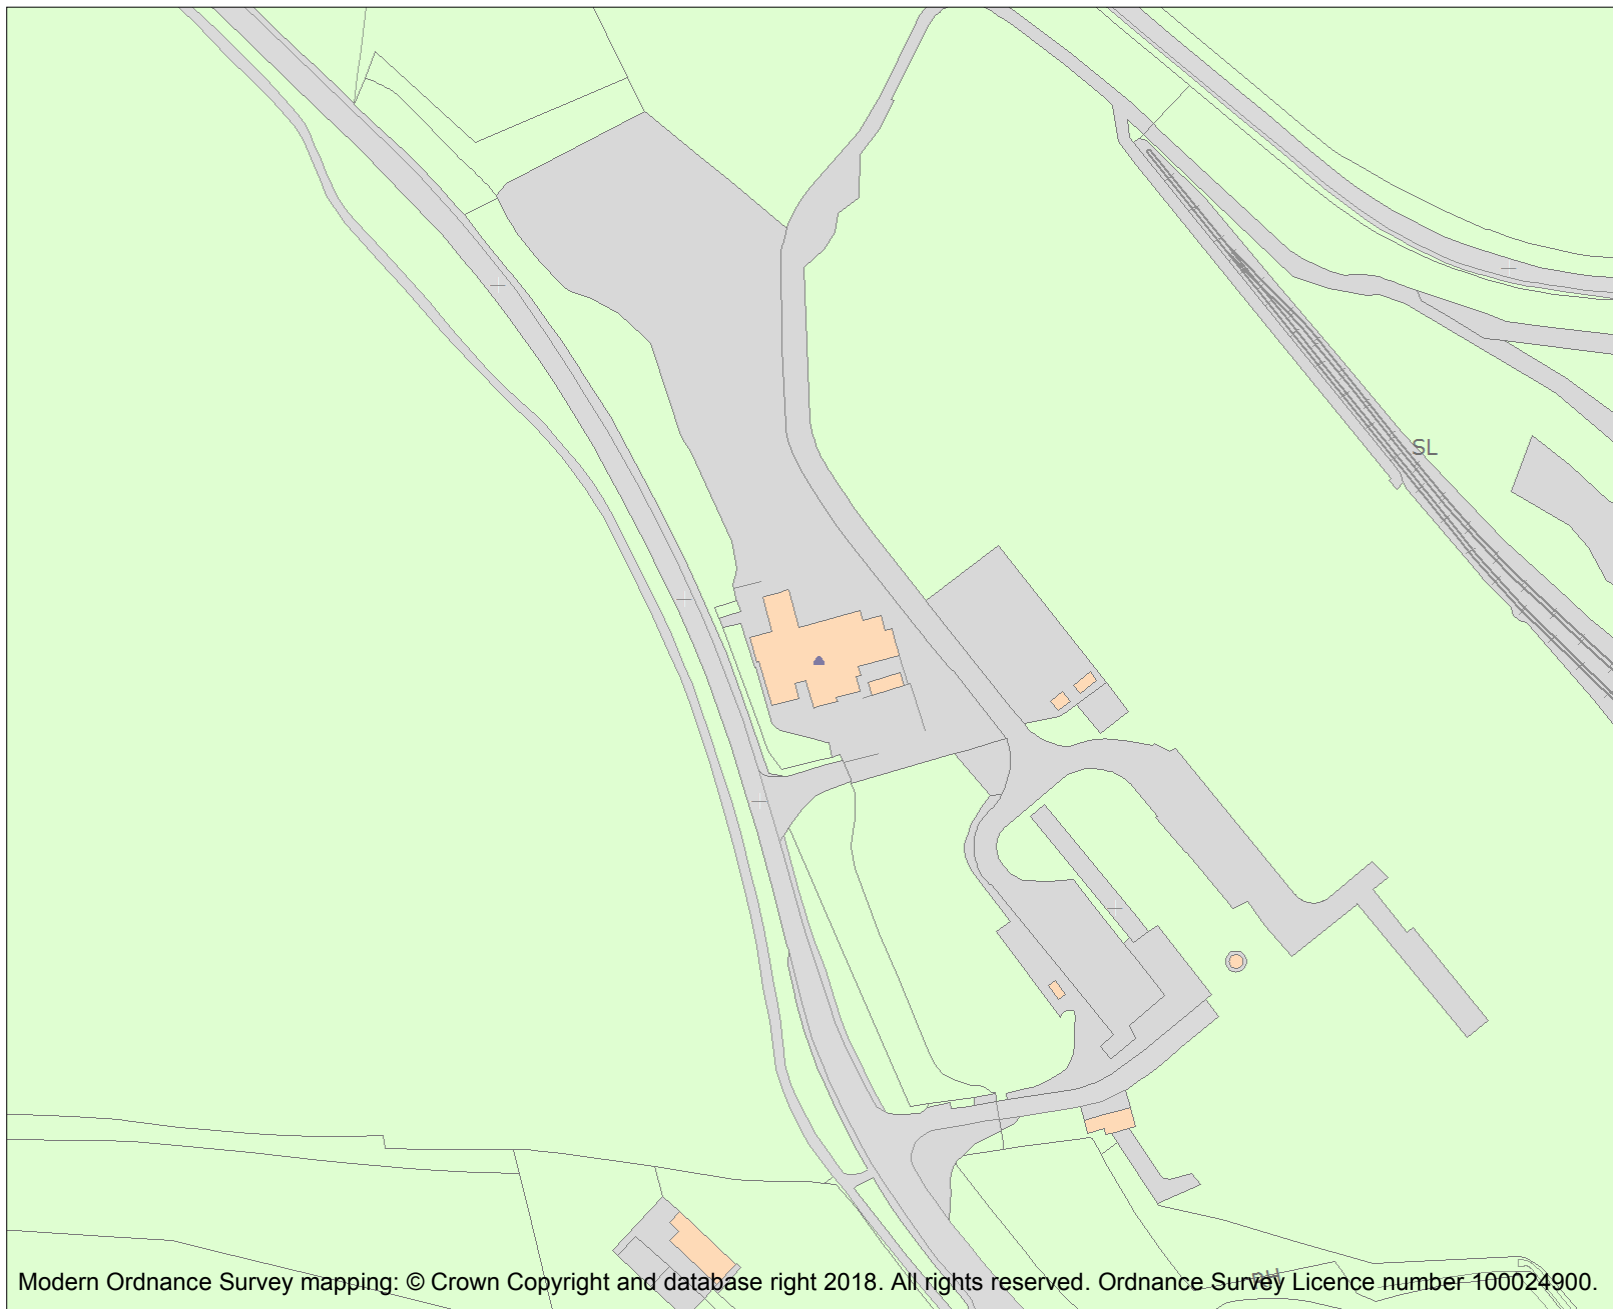 SL
PH
Modern Ordnance Survey mapping: © Crown Copyright and database right 2018. All rights reserved. Ordnance Survey Licence number 100024900.